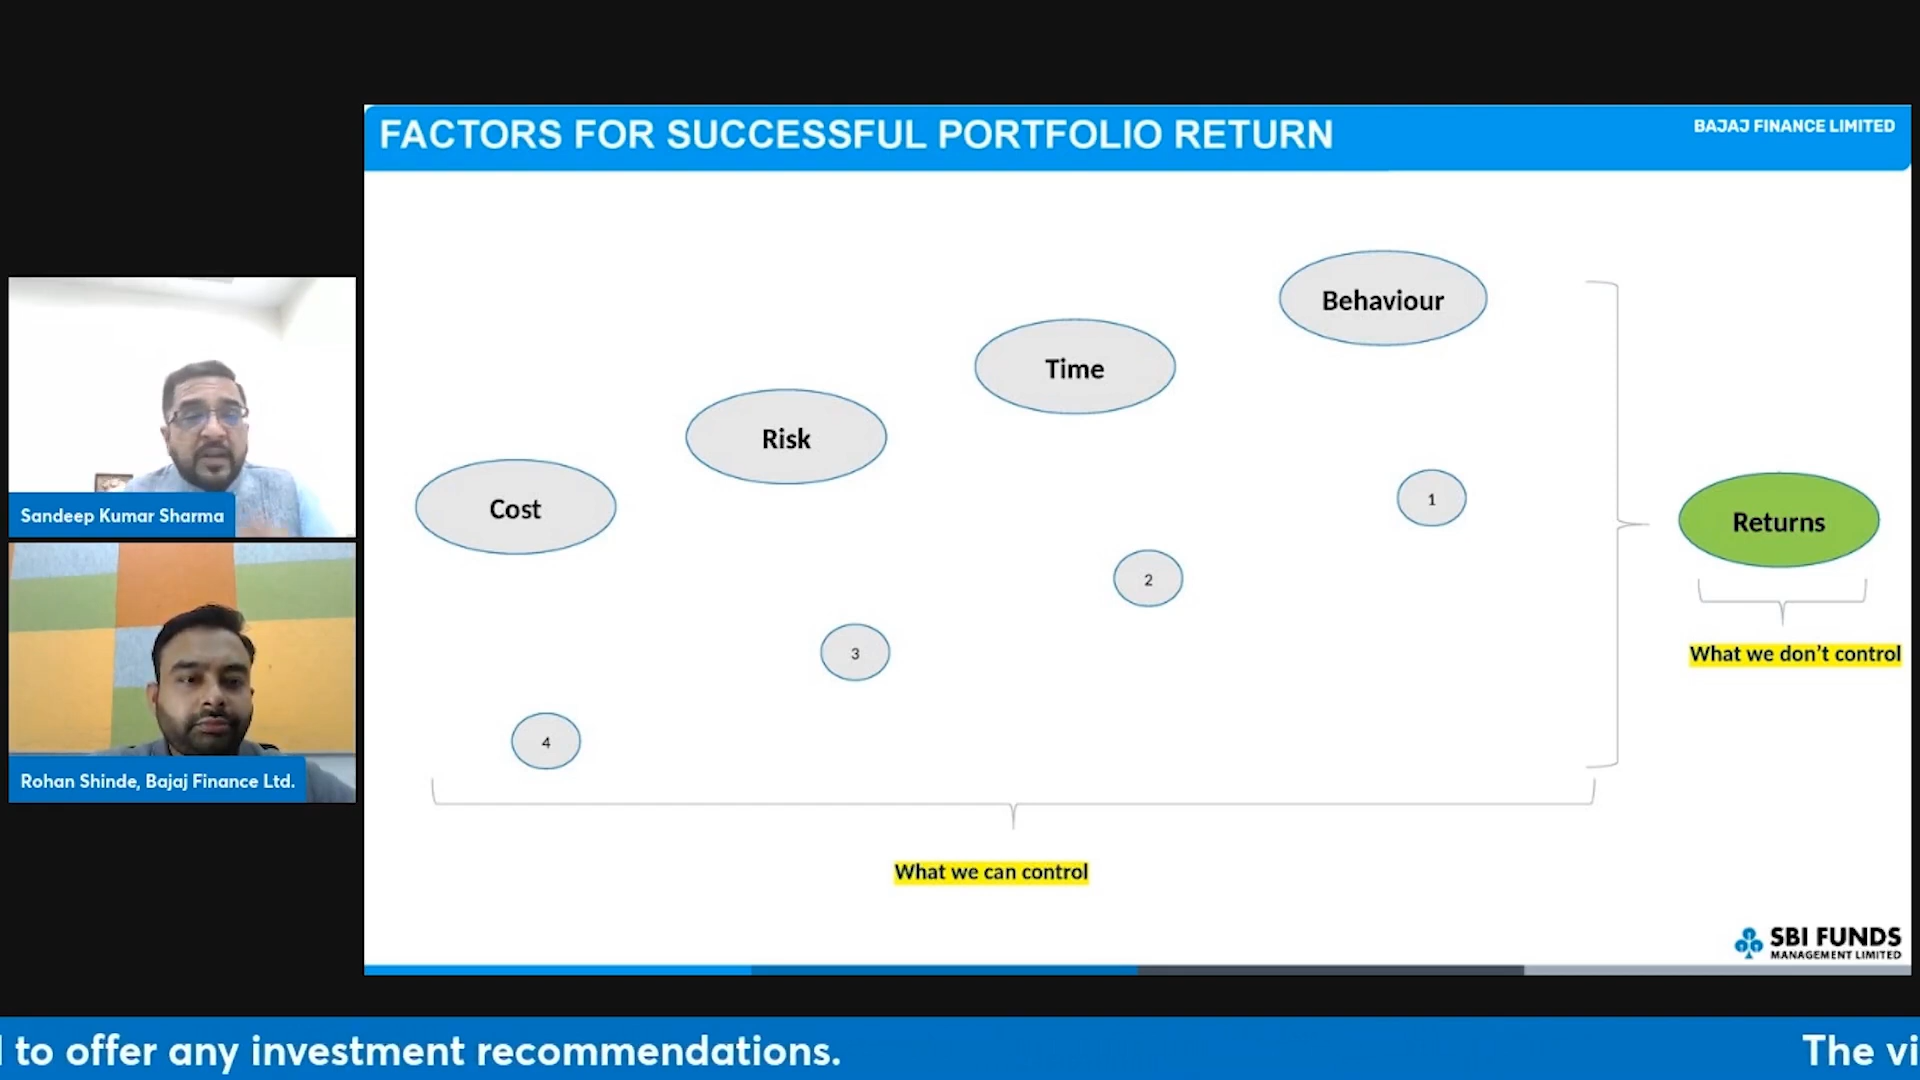 FACTORS FOR SUCCESSFUL PORTFOLIO RETURN
BAJAJ FINANCE LIMITED
Behaviour
Time
Risk
Cost
1
2
3
4
Returns
What we don’t control
What we can control
Sandeep Kumar Sharma
Rohan Shinde, Bajaj Finance Ltd.
SBI FUNDS
MANAGEMENT LIMITED
to offer any investment recommendations. The